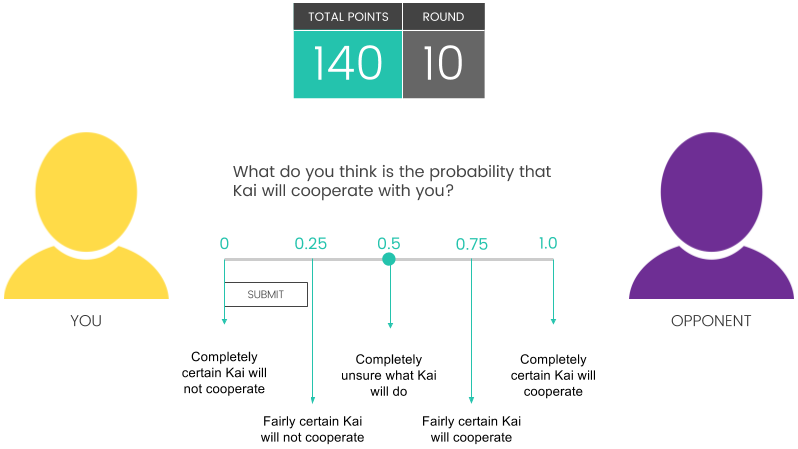 TOTAL POINTS ROUND
140 10
What do you think is the probability that
Kai will cooperate with you?
0 0.25 0.5 0.75 1.0
SUBMIT
YOU
OPPONENT
Completely
certain Kai will
not cooperate
Completely
unsure what Kai
will do
Completely
certain Kai will
cooperate
Fairly certain Kai
will not cooperate
Fairly certain Kai
will cooperate